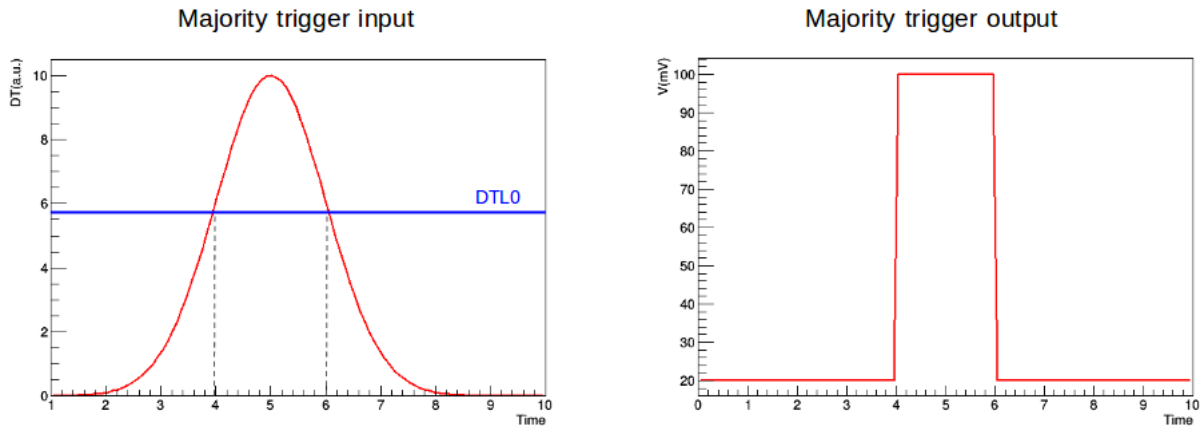 Majority trigger input
DT(a.u.)
10
8
6
4
2
0
DTL0
1 2 3 4 5 6 7 8 9 10
Time
Majority trigger output
V(mV)
100
90
80
70
60
50
40
30
20
0 1 2 3 4 5 6 7 8 9 10
Time